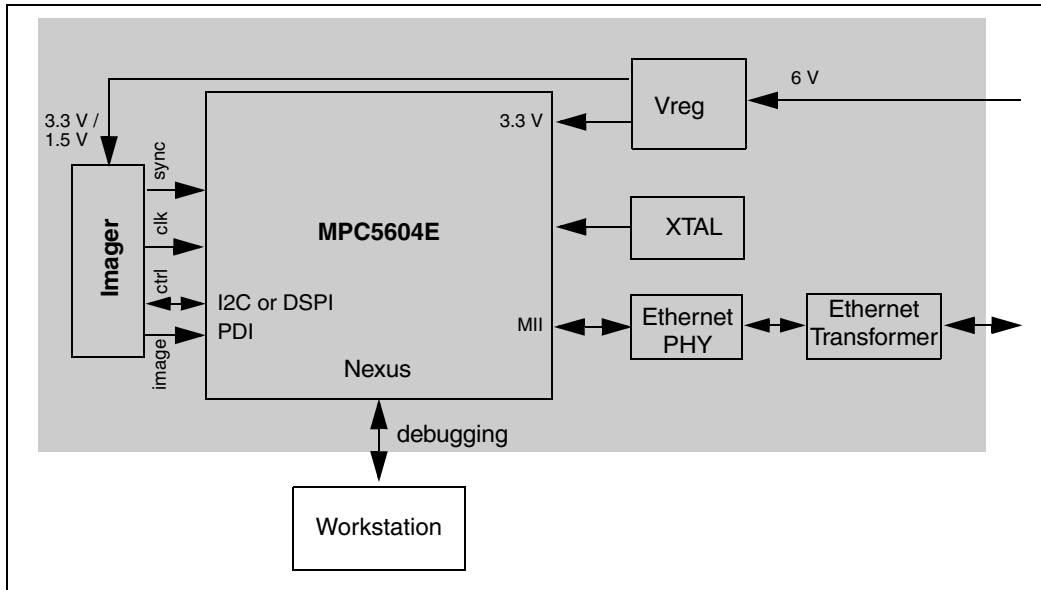 6 V
Vreg
3.3 V /
1.5 V
3.3 V
sync
Imager
clk
MPC5604E
XTAL
ctrl
I2C or DSPI
PDI
image
MII
Ethernet
PHY
Ethernet
Transformer
Nexus
debugging
Workstation